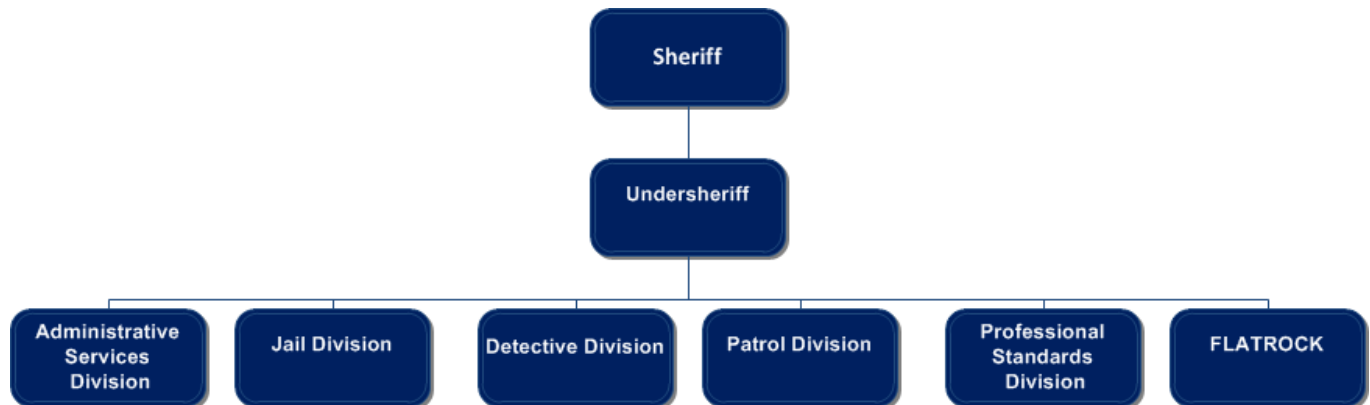 Sheriff
Undersheriff
Administrative
Services
Division
Jail Division
Detective Division
Patrol Division
Professional
Standards
Division
FLATROCK